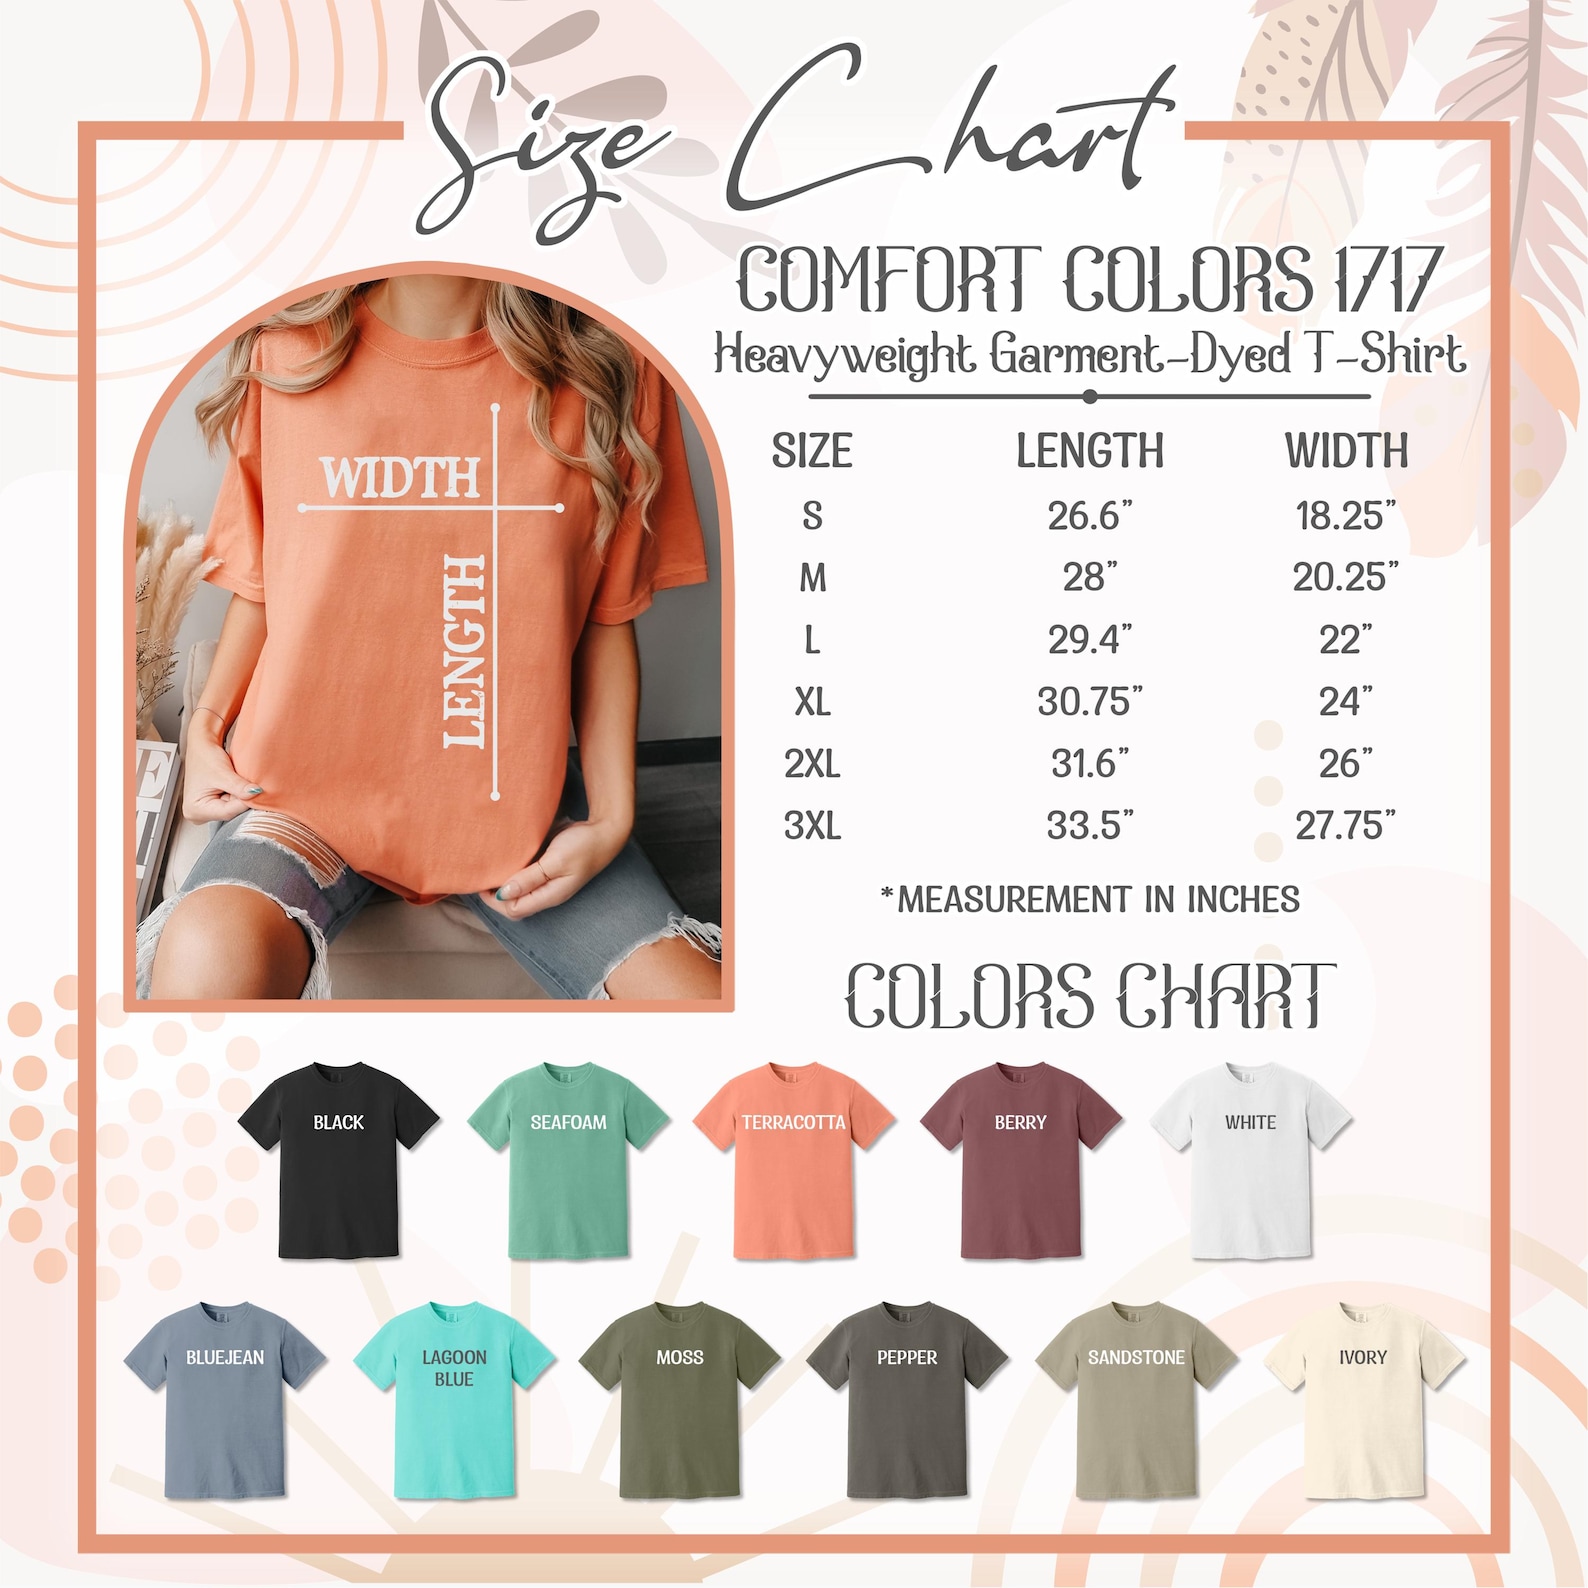 Size Chart
COMFORT COLORS 1717
Heavyweight Garment-Dyed T-Shirt
WIDTH
LENGTH
SIZE LENGTH WIDTH
S 26.6” 18.25”
M 28” 20.25”
L 29.4” 22”
XL 30.75” 24”
2XL 31.6” 26”
3XL 33.5” 27.75”
*MEASUREMENT IN INCHES
COLORS CHART
BLACK SEAFOAM TERRACOTTA BERRY WHITE
BLUEJEAN LAGOON BLUE MOSS PEPPER SANDSTONE IVORY